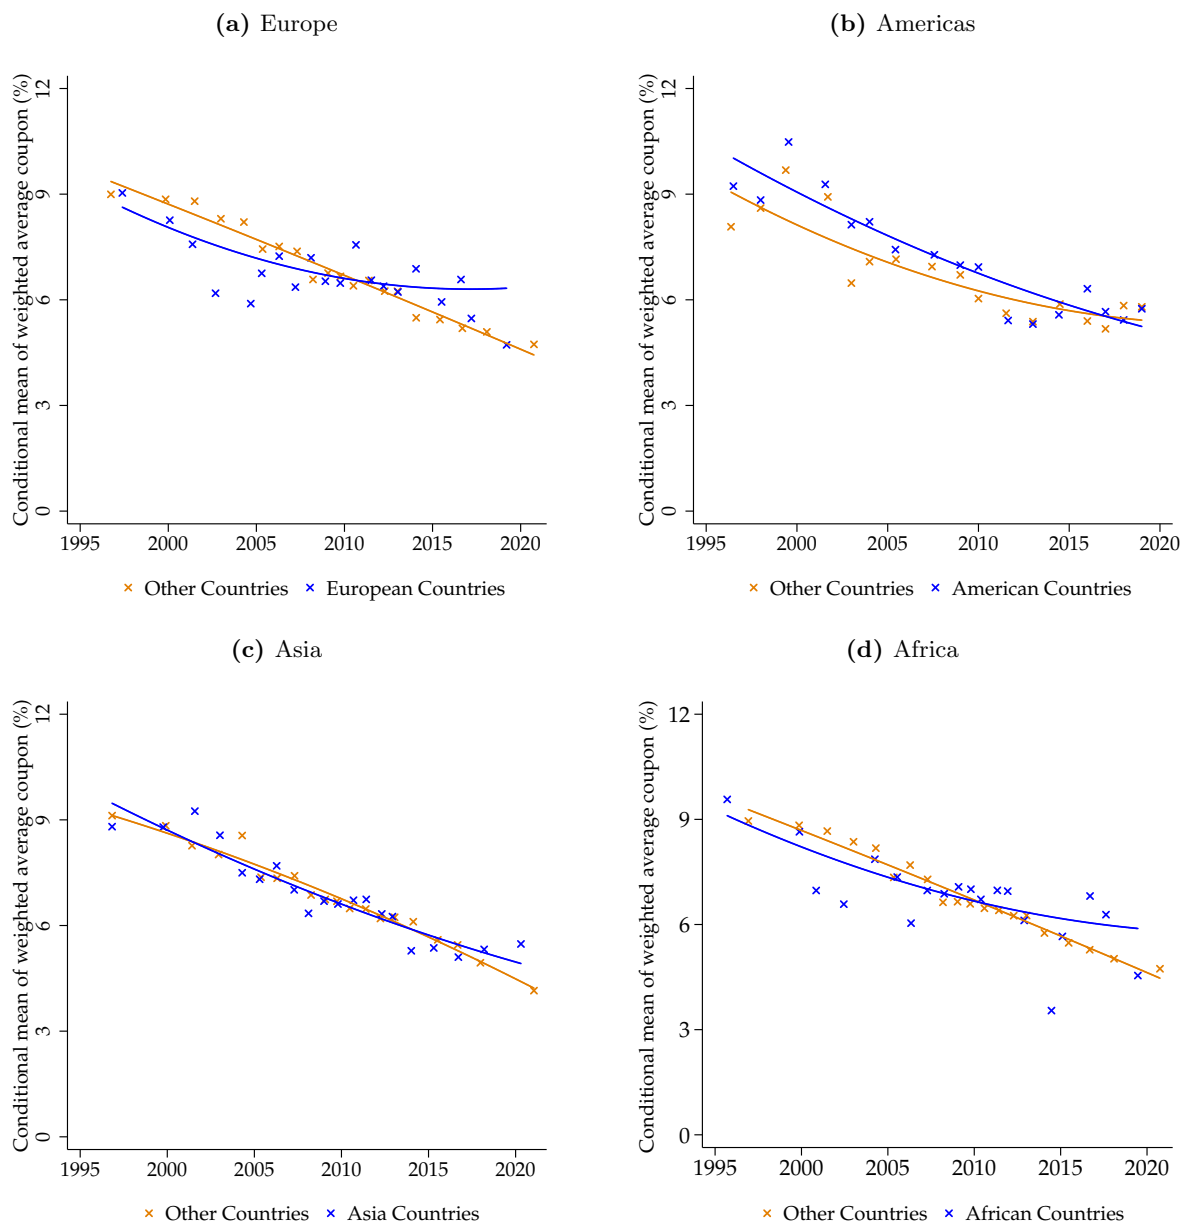 (a) Europe
Conditional mean of weighted average coupon (%)
12
9
6
3
0
1995 2000 2005 2010 2015 2020
× Other Countries × European Countries
(b) Americas
Conditional mean of weighted average coupon (%)
12
9
6
3
0
1995 2000 2005 2010 2015 2020
× Other Countries × American Countries
(c) Asia
Conditional mean of weighted average coupon (%)
12
9
6
3
0
1995 2000 2005 2010 2015 2020
× Other Countries × Asia Countries
(d) Africa
Conditional mean of weighted average coupon (%)
12
9
6
3
0
1995 2000 2005 2010 2015 2020
× Other Countries × African Countries